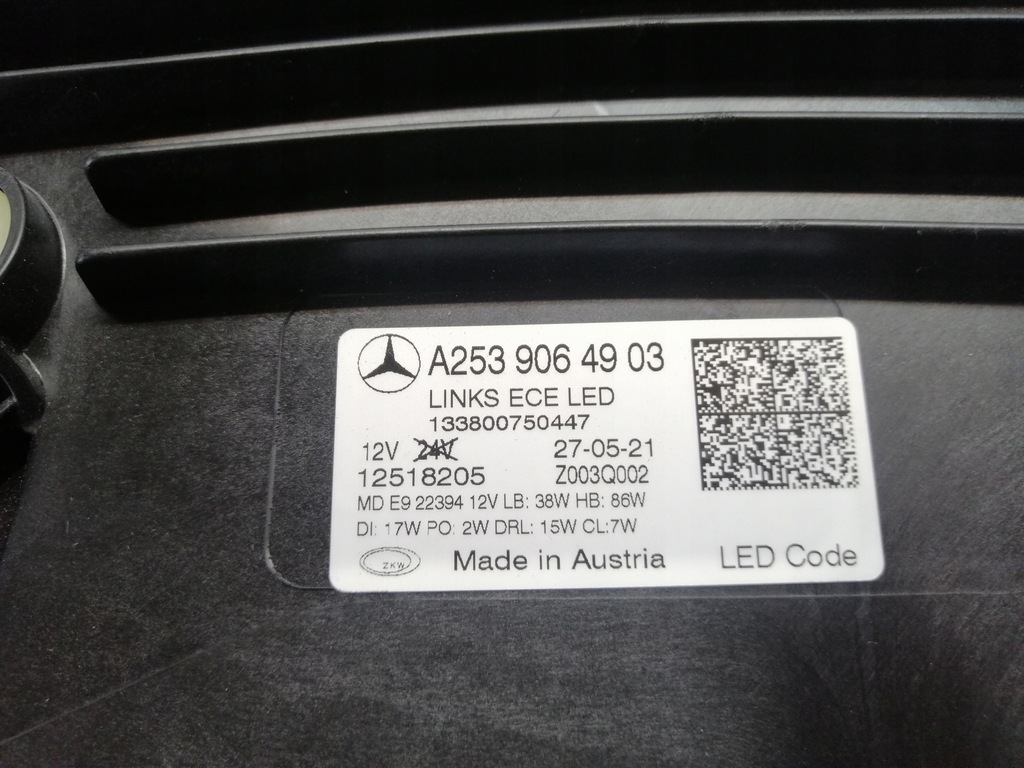 A253 906 49 03
LINKS ECE LED
133800750447
12V 24V 27-05-21
12518205 Z003Q002
MD E9 22394 12V LB: 38W HB: 86W
DI: 17W PO: 2W DRL: 15W CL:7W
ZKW Made in Austria LED Code